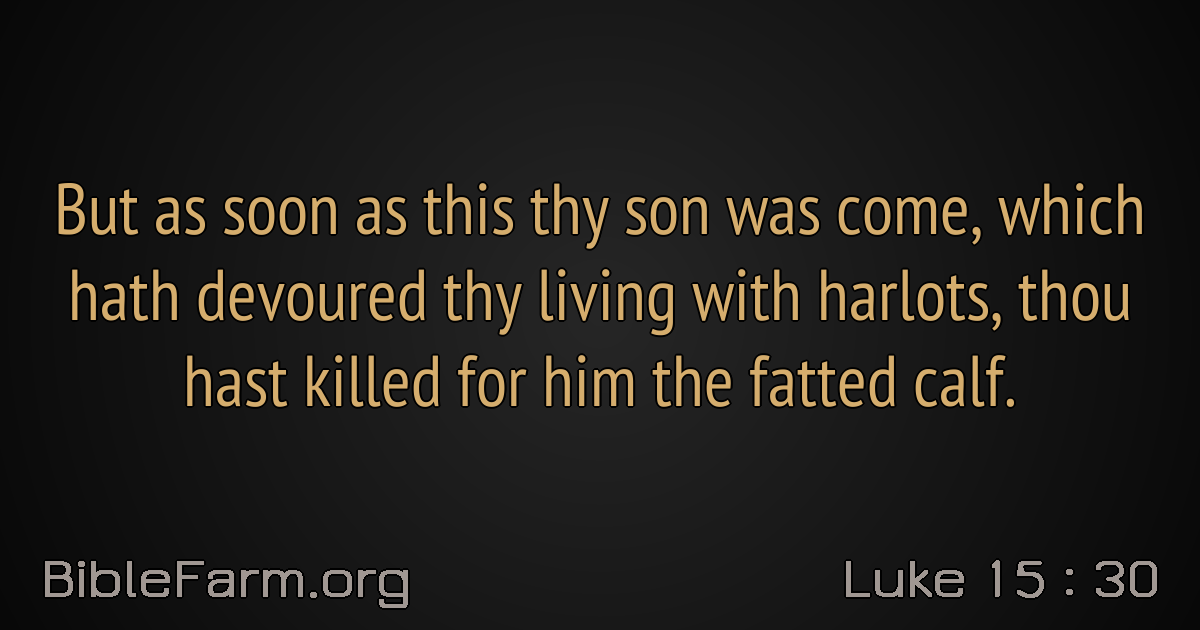 But as soon as this thy son was come, which
hath devoured thy living with harlots, thou
hast killed for him the fatted calf.
BibleFarm.org
Luke 15 : 30